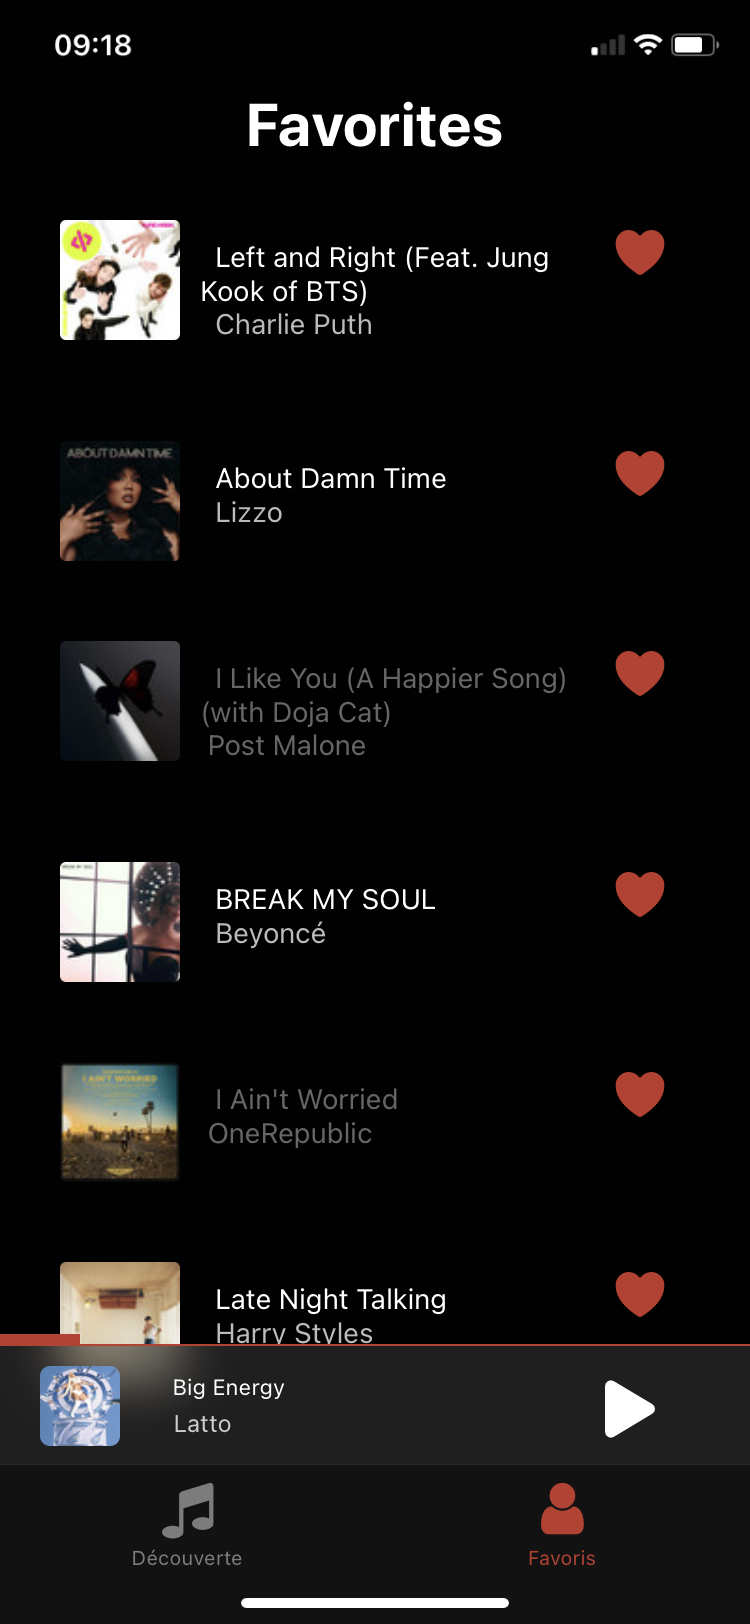 09:18
Favorites
Left and Right (Feat. Jung
Kook of BTS)
Charlie Puth
ABOUT DAMN TIME
About Damn Time
Lizzo
I Like You (A Happier Song)
(with Doja Cat)
Post Malone
BREAK MY SOUL
Beyoncé
I AIN'T WORRIED
I Ain't Worried
OneRepublic
Late Night Talking
Harry Styles
Big Energy
Latto
Découverte
Favoris